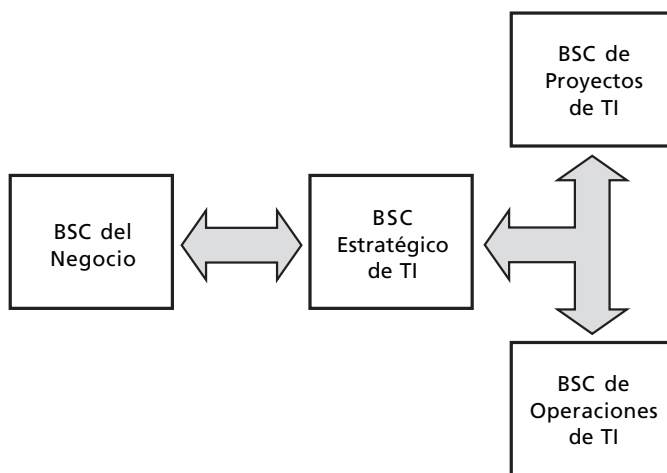 BSC de
Proyectos
de TI
BSC del
Negocio
BSC
Estratégico
de TI
BSC de
Operaciones
de TI